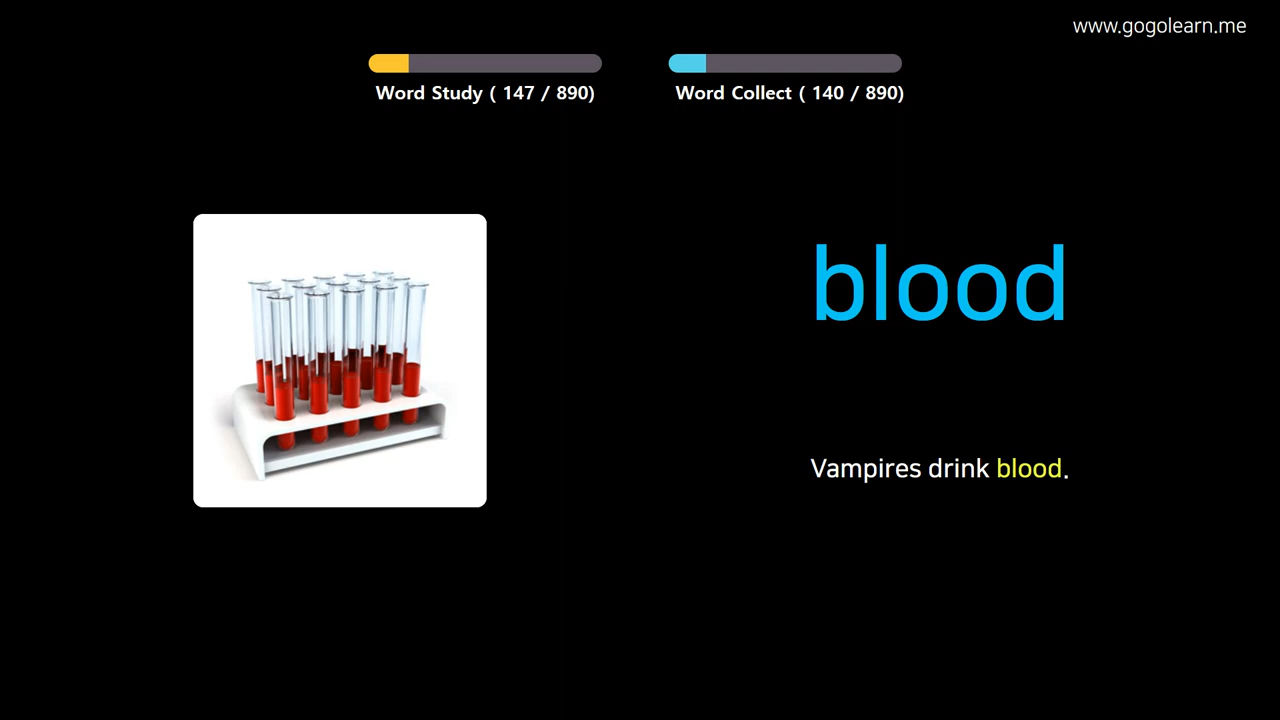 www.gogolearn.me
Word Study ( 147 / 890)
Word Collect ( 140 / 890)
blood
Vampires drink blood.